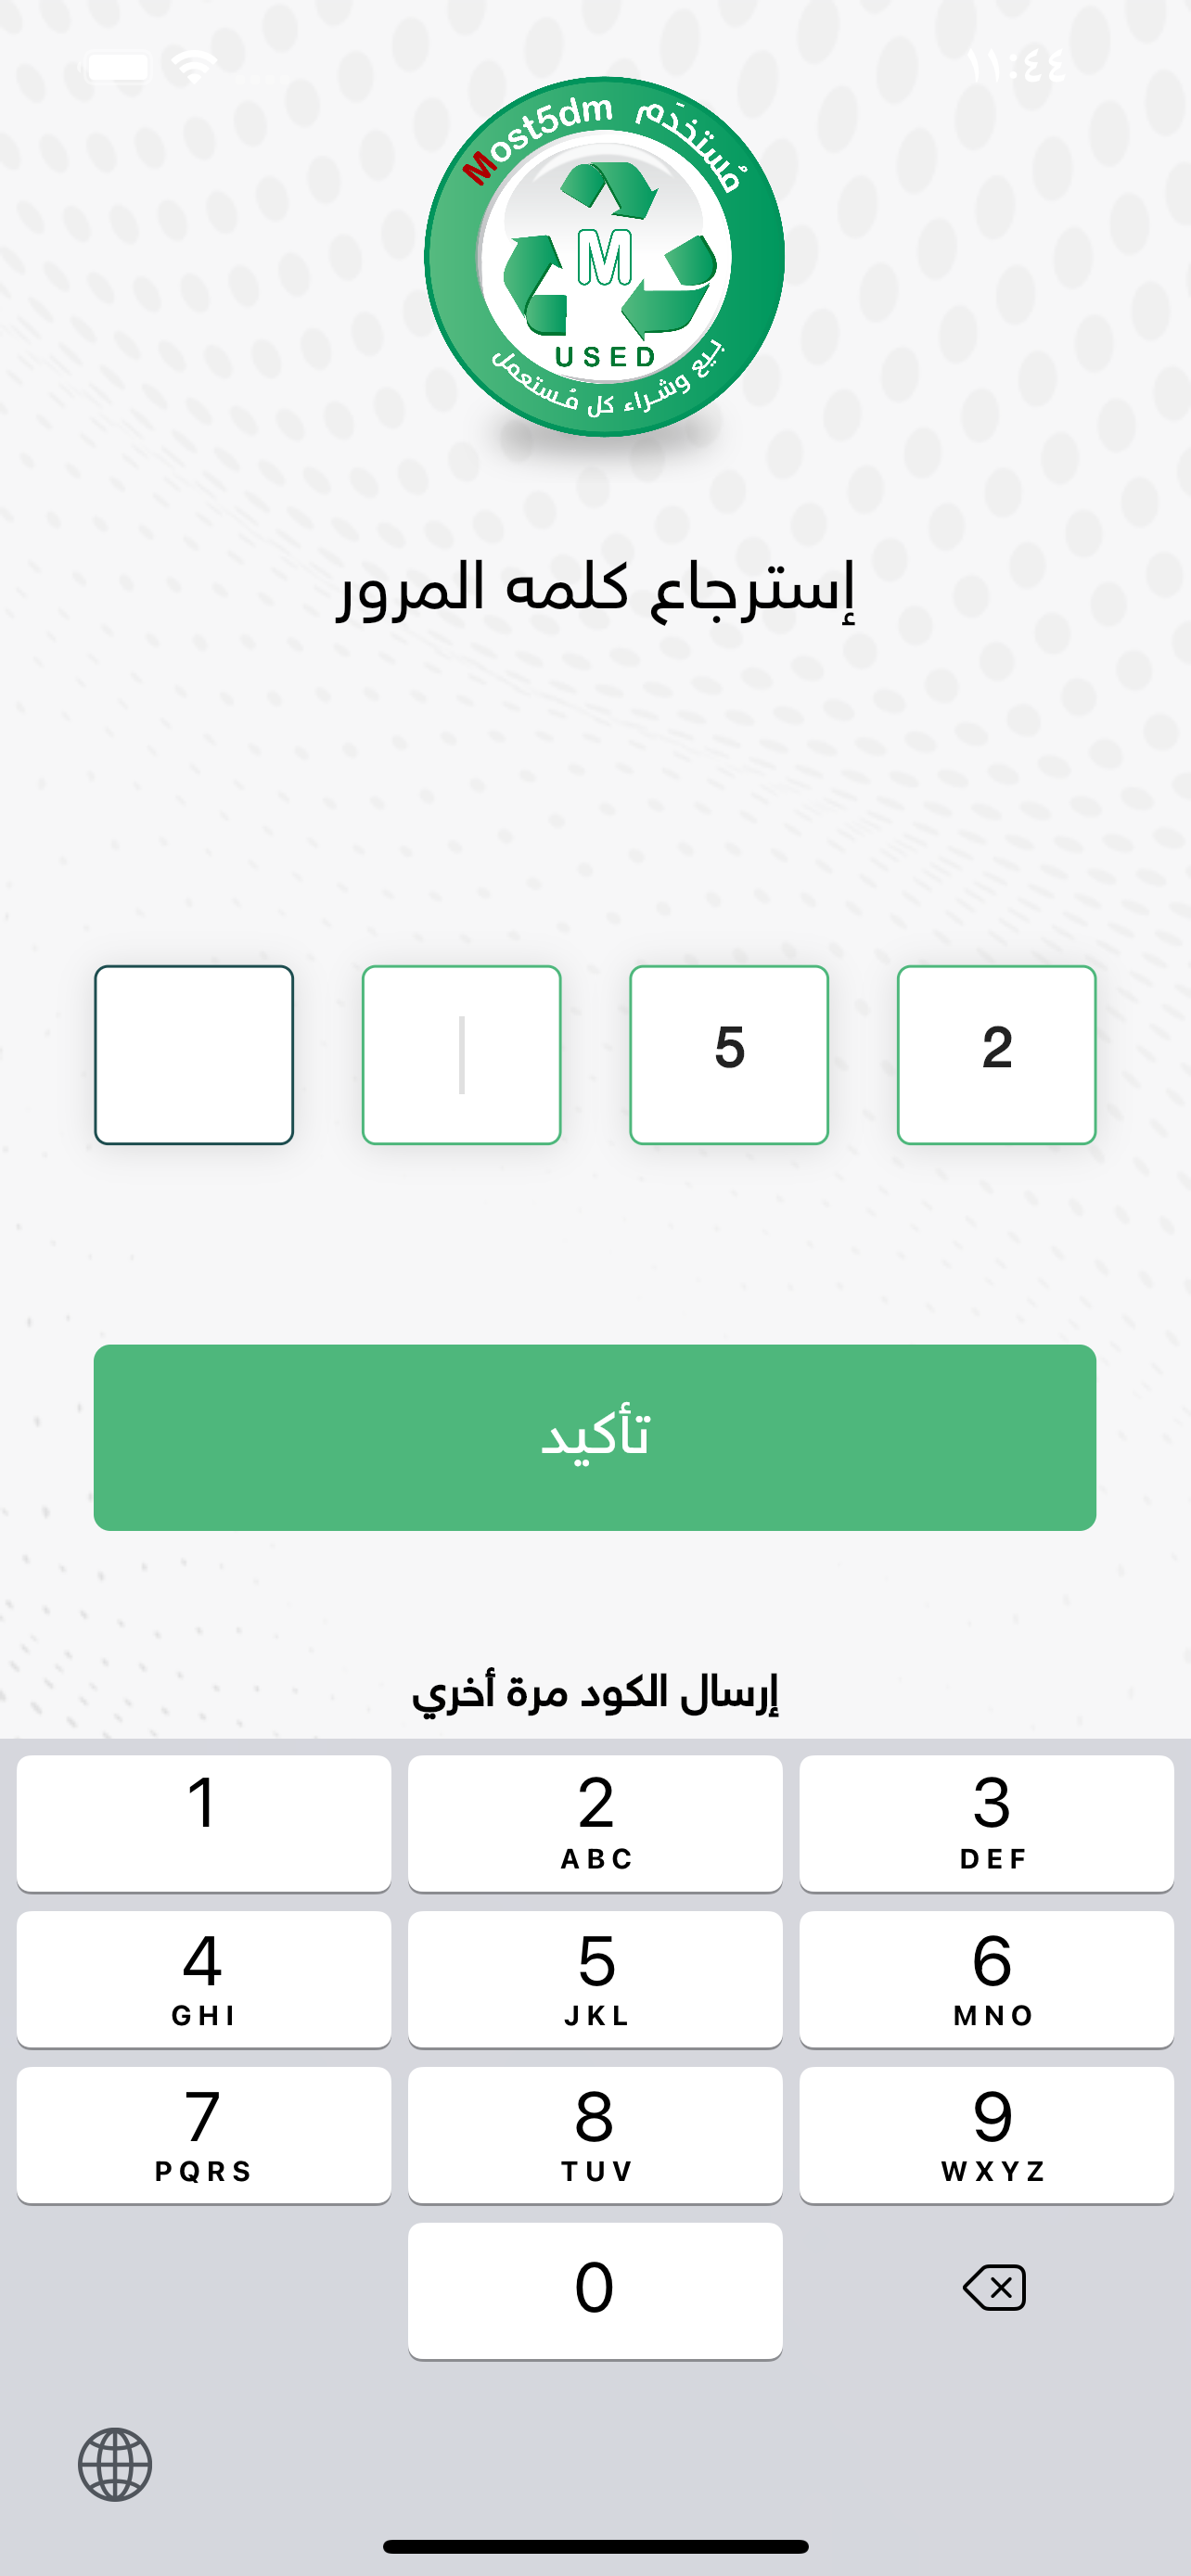 ١١:٤٤
Most5dm مُستخدَم
M
USED
بيع وشراء كل مُستعمل
إسترجاع كلمه المرور
2 5
تأكيد
إرسال الكود مرة أخري
1 2 3
ABC DEF
4 5 6
GHI JKL MNO
7 8 9
PQRS TUV WXYZ
0